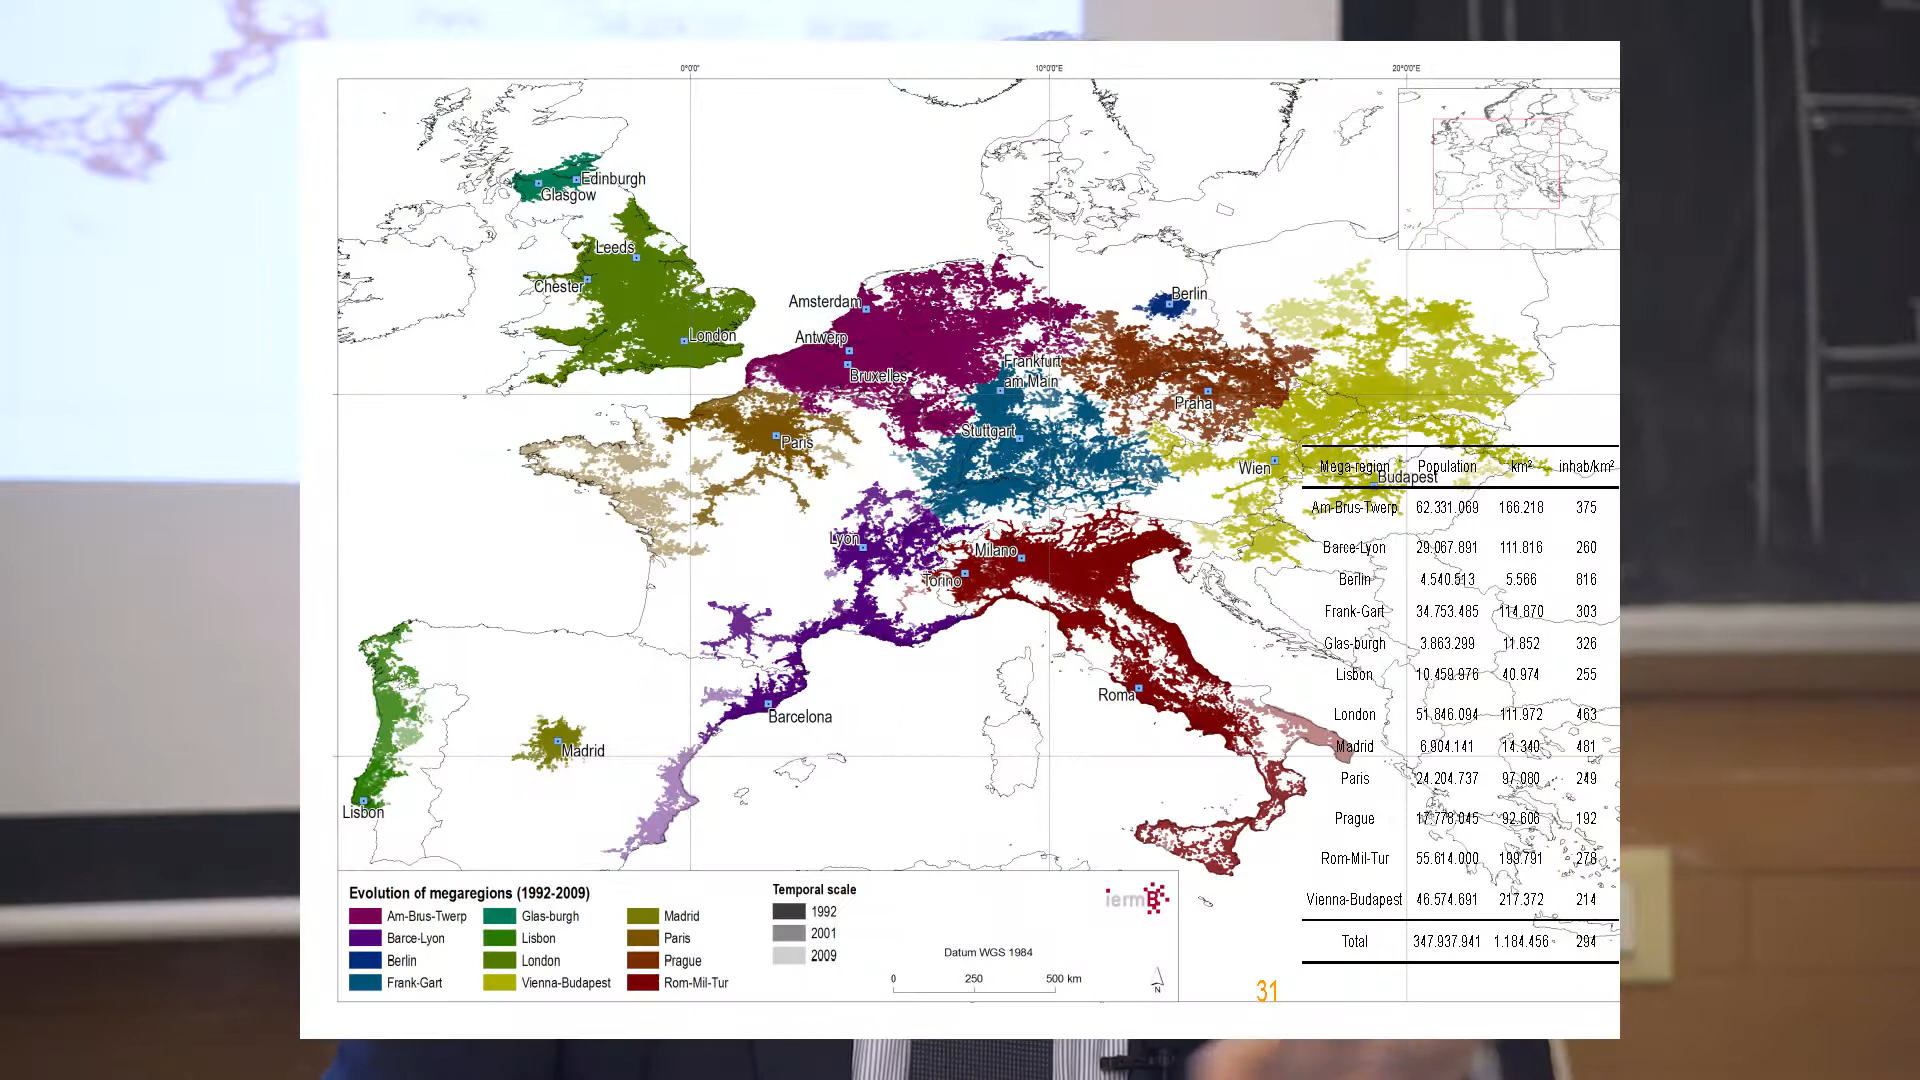 0°0'0"
10°0'0"E
20°0'0"E
Edinburgh
Glasgow
Leeds
Chester
London
Amsterdam
Antwerp
Bruxelles
Berlin
Frankfurt
am Main
Praha
Stuttgart
Paris
Wien
Budapest
Lyon
Milano
Torino
Roma
Barcelona
Madrid
Lisbon
Mega-region Population km² inhab/km²
Am-Brus-Twerp 62.331.069 166.218 375
Barce-Lyon 29.067.891 111.816 260
Berlin 4.540.513 5.566 816
Frank-Gart 34.753.485 114.870 303
Glas-burgh 3.863.299 11.852 326
Lisbon 10.459.976 40.974 255
London 51.846.094 111.972 463
Madrid 6.904.141 14.340 481
Paris 24.204.737 97.080 249
Prague 17.778.045 92.606 192
Rom-Mil-Tur 55.614.000 199.791 278
Vienna-Budapest 46.574.691 217.372 214
Total 347.937.941 1.184.456 294
Evolution of megaregions (1992-2009)
Am-Brus-Twerp Glas-burgh Madrid
Barce-Lyon Lisbon Paris
Berlin London Prague
Frank-Gart Vienna-Budapest Rom-Mil-Tur
Temporal scale
1992
2001
2009
iermB
Datum WGS 1984
0 250 500 km
N
31